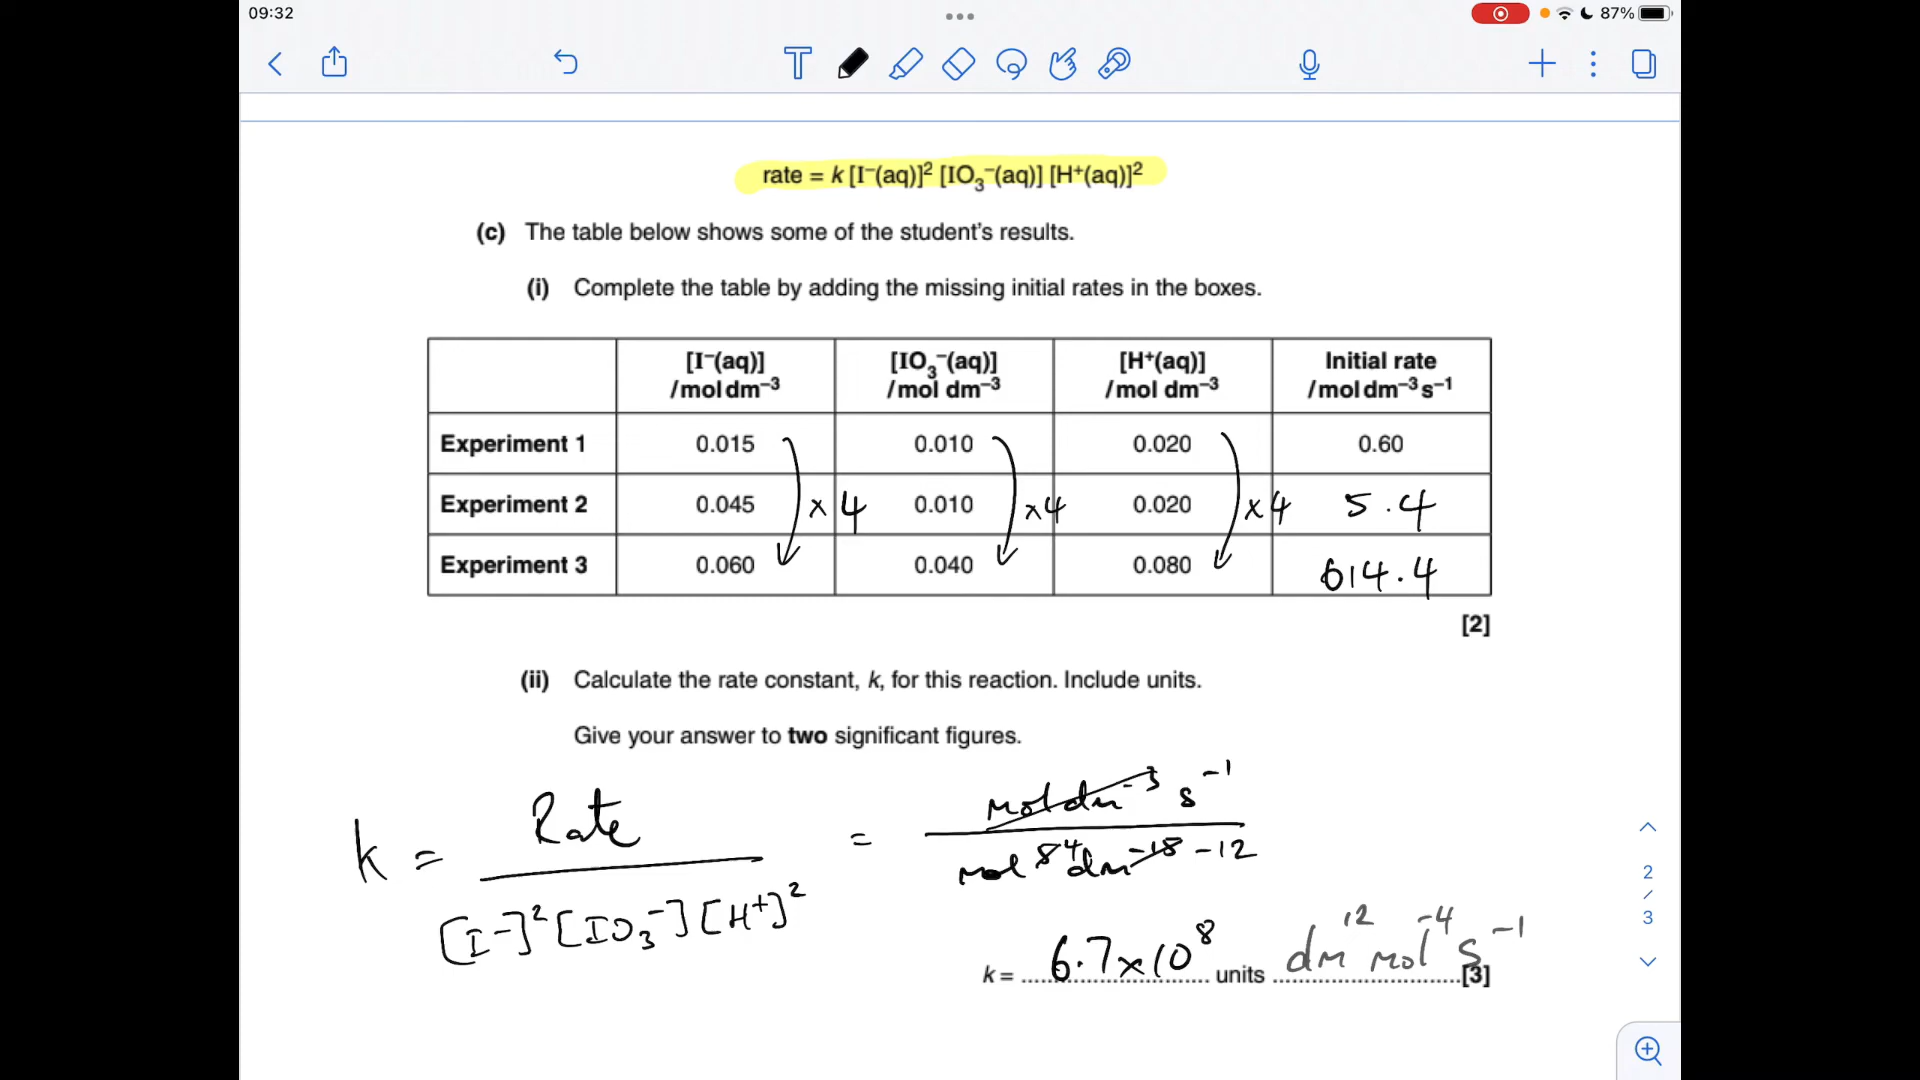 09:32
87%
T
rate = k [I⁻(aq)]² [IO₃⁻(aq)] [H⁺(aq)]²
(c) The table below shows some of the student's results.
(i) Complete the table by adding the missing initial rates in the boxes.
[I⁻(aq)] /mol dm⁻³ [IO₃⁻(aq)] /mol dm⁻³ [H⁺(aq)] /mol dm⁻³ Initial rate /mol dm⁻³ s⁻¹
Experiment 1 0.015 0.010 0.020 0.60
Experiment 2 0.045 ×4 0.010 ×4 0.020 ×4 5.4
Experiment 3 0.060 0.040 0.080 614.4
[2]
(ii) Calculate the rate constant, k, for this reaction. Include units.
Give your answer to two significant figures.
k = Rate = mol dm⁻³ s⁻¹
[I⁻]² [IO₃⁻] [H⁺]² mol ⁴ dm⁻¹⁵ ⁻¹²
k = 6.7 × 10⁸ units dm¹² mol⁻⁴ s⁻¹ [3]
2
/
3